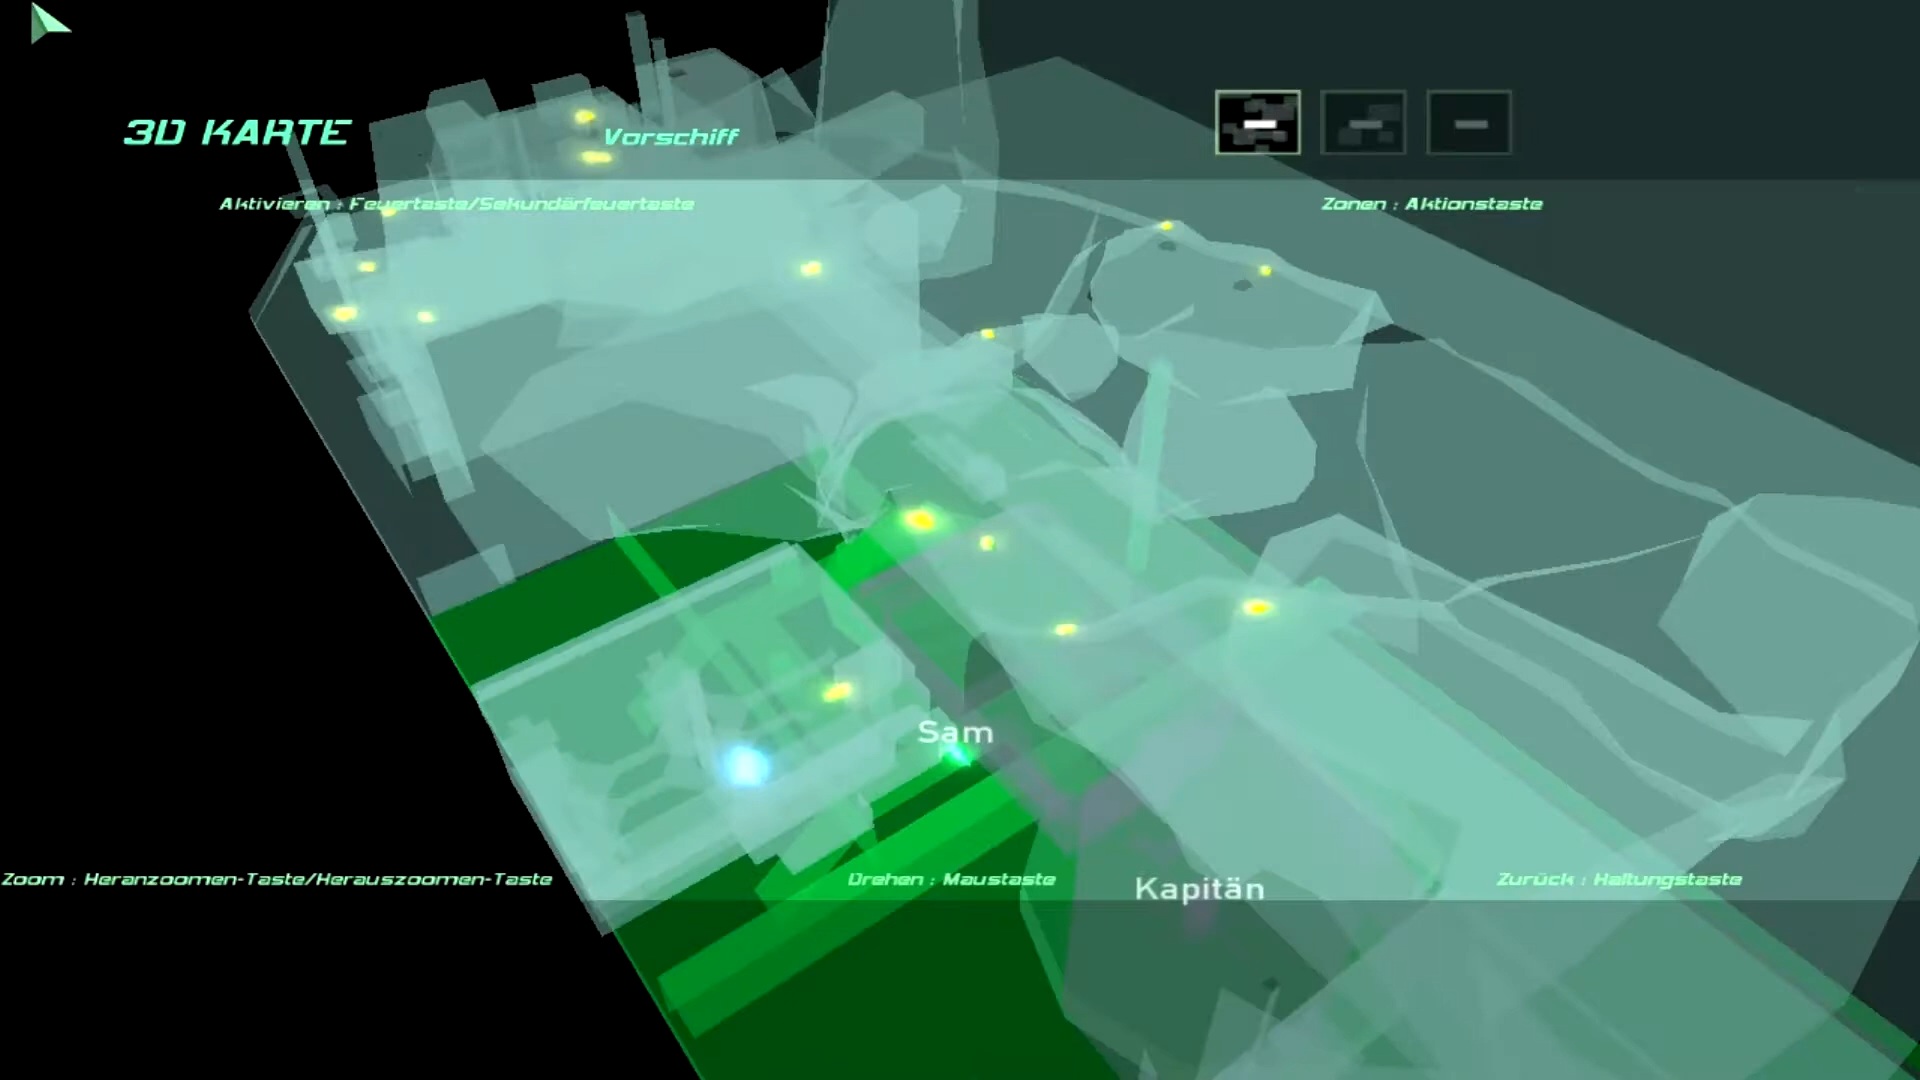 3D KARTE
Vorschiff
Aktivieren : Feuertaste/Sekundärfeuertaste
Zonen : Aktionstaste
Sam
Zoom : Heranzoomen-Taste/Herauszoomen-Taste
Drehen : Maustaste
Kapitän
Zurück : Haltungstaste